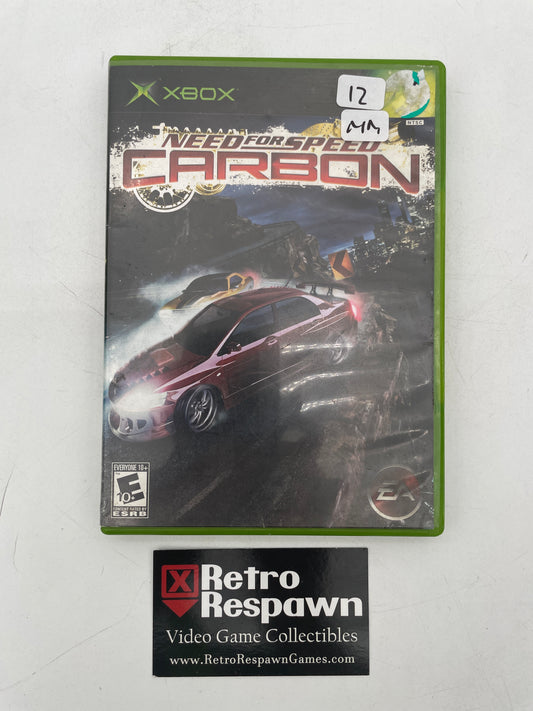 XBOX
12
NTSC
MM
NEED FOR SPEED
CARBON
EVERYONE 10+
E
10+
CONTENT RATED BY
ESRB
EA
Retro
Respawn
Video Game Collectibles
www.RetroRespawnGames.com